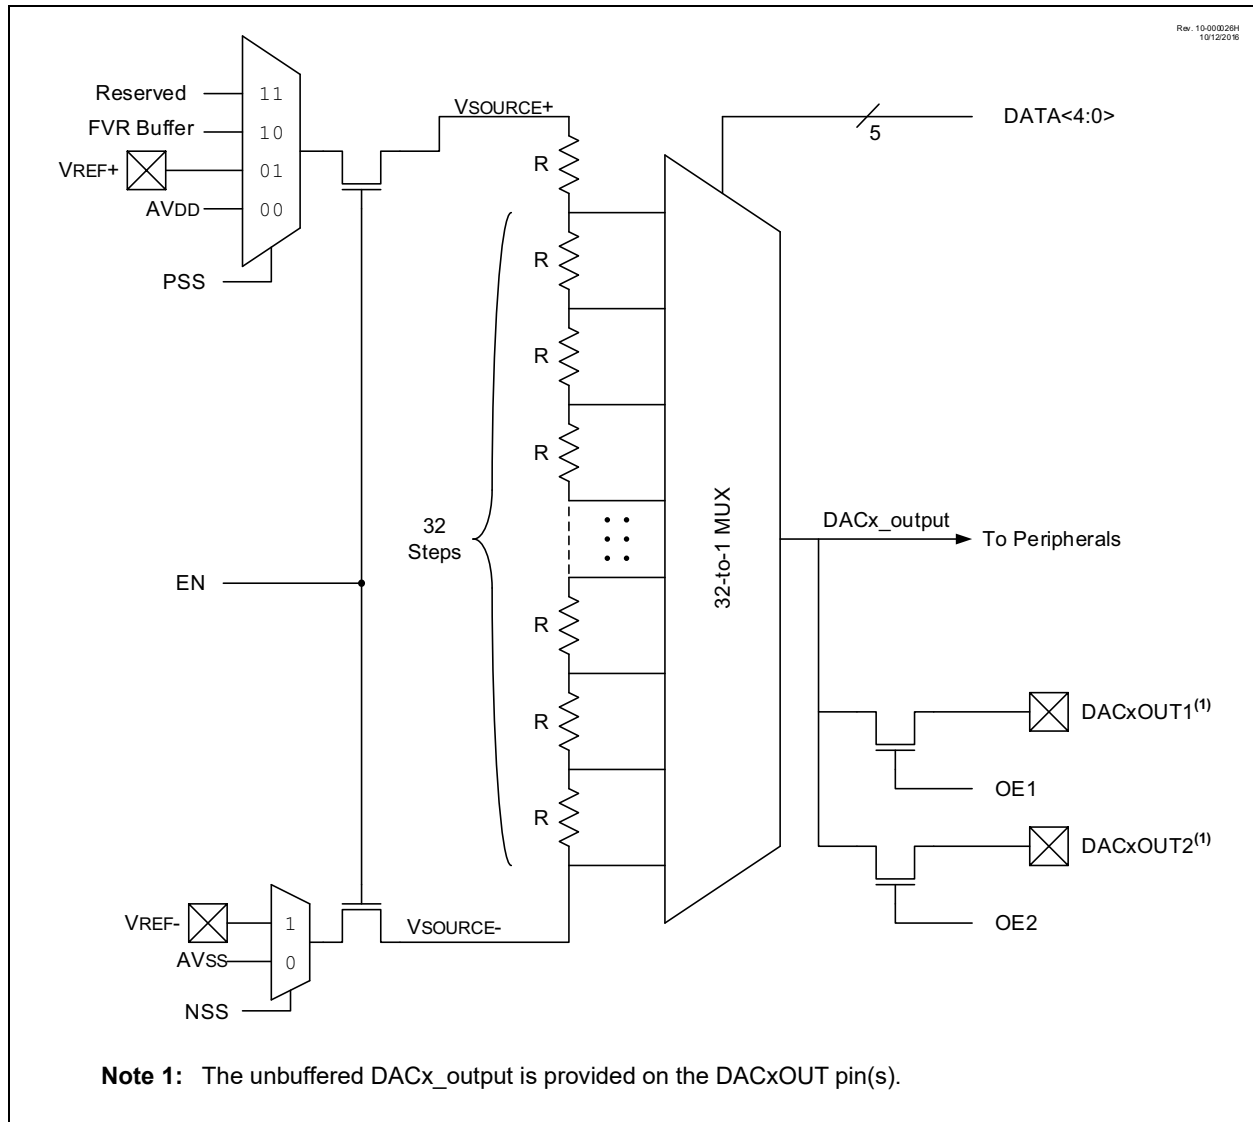 Rev. 10-000026H
10/12/2016
Reserved
11
FVR Buffer
10
VREF+
01
AVDD
00
PSS
VSOURCE+
R
R
R
R
32
Steps
R
R
R
32-to-1 MUX
5
DATA<4:0>
DACx_output
To Peripherals
EN
DACxOUT1(1)
OE1
DACxOUT2(1)
OE2
VREF-
1
AVSS
0
NSS
VSOURCE-
Note 1: The unbuffered DACx_output is provided on the DACxOUT pin(s).